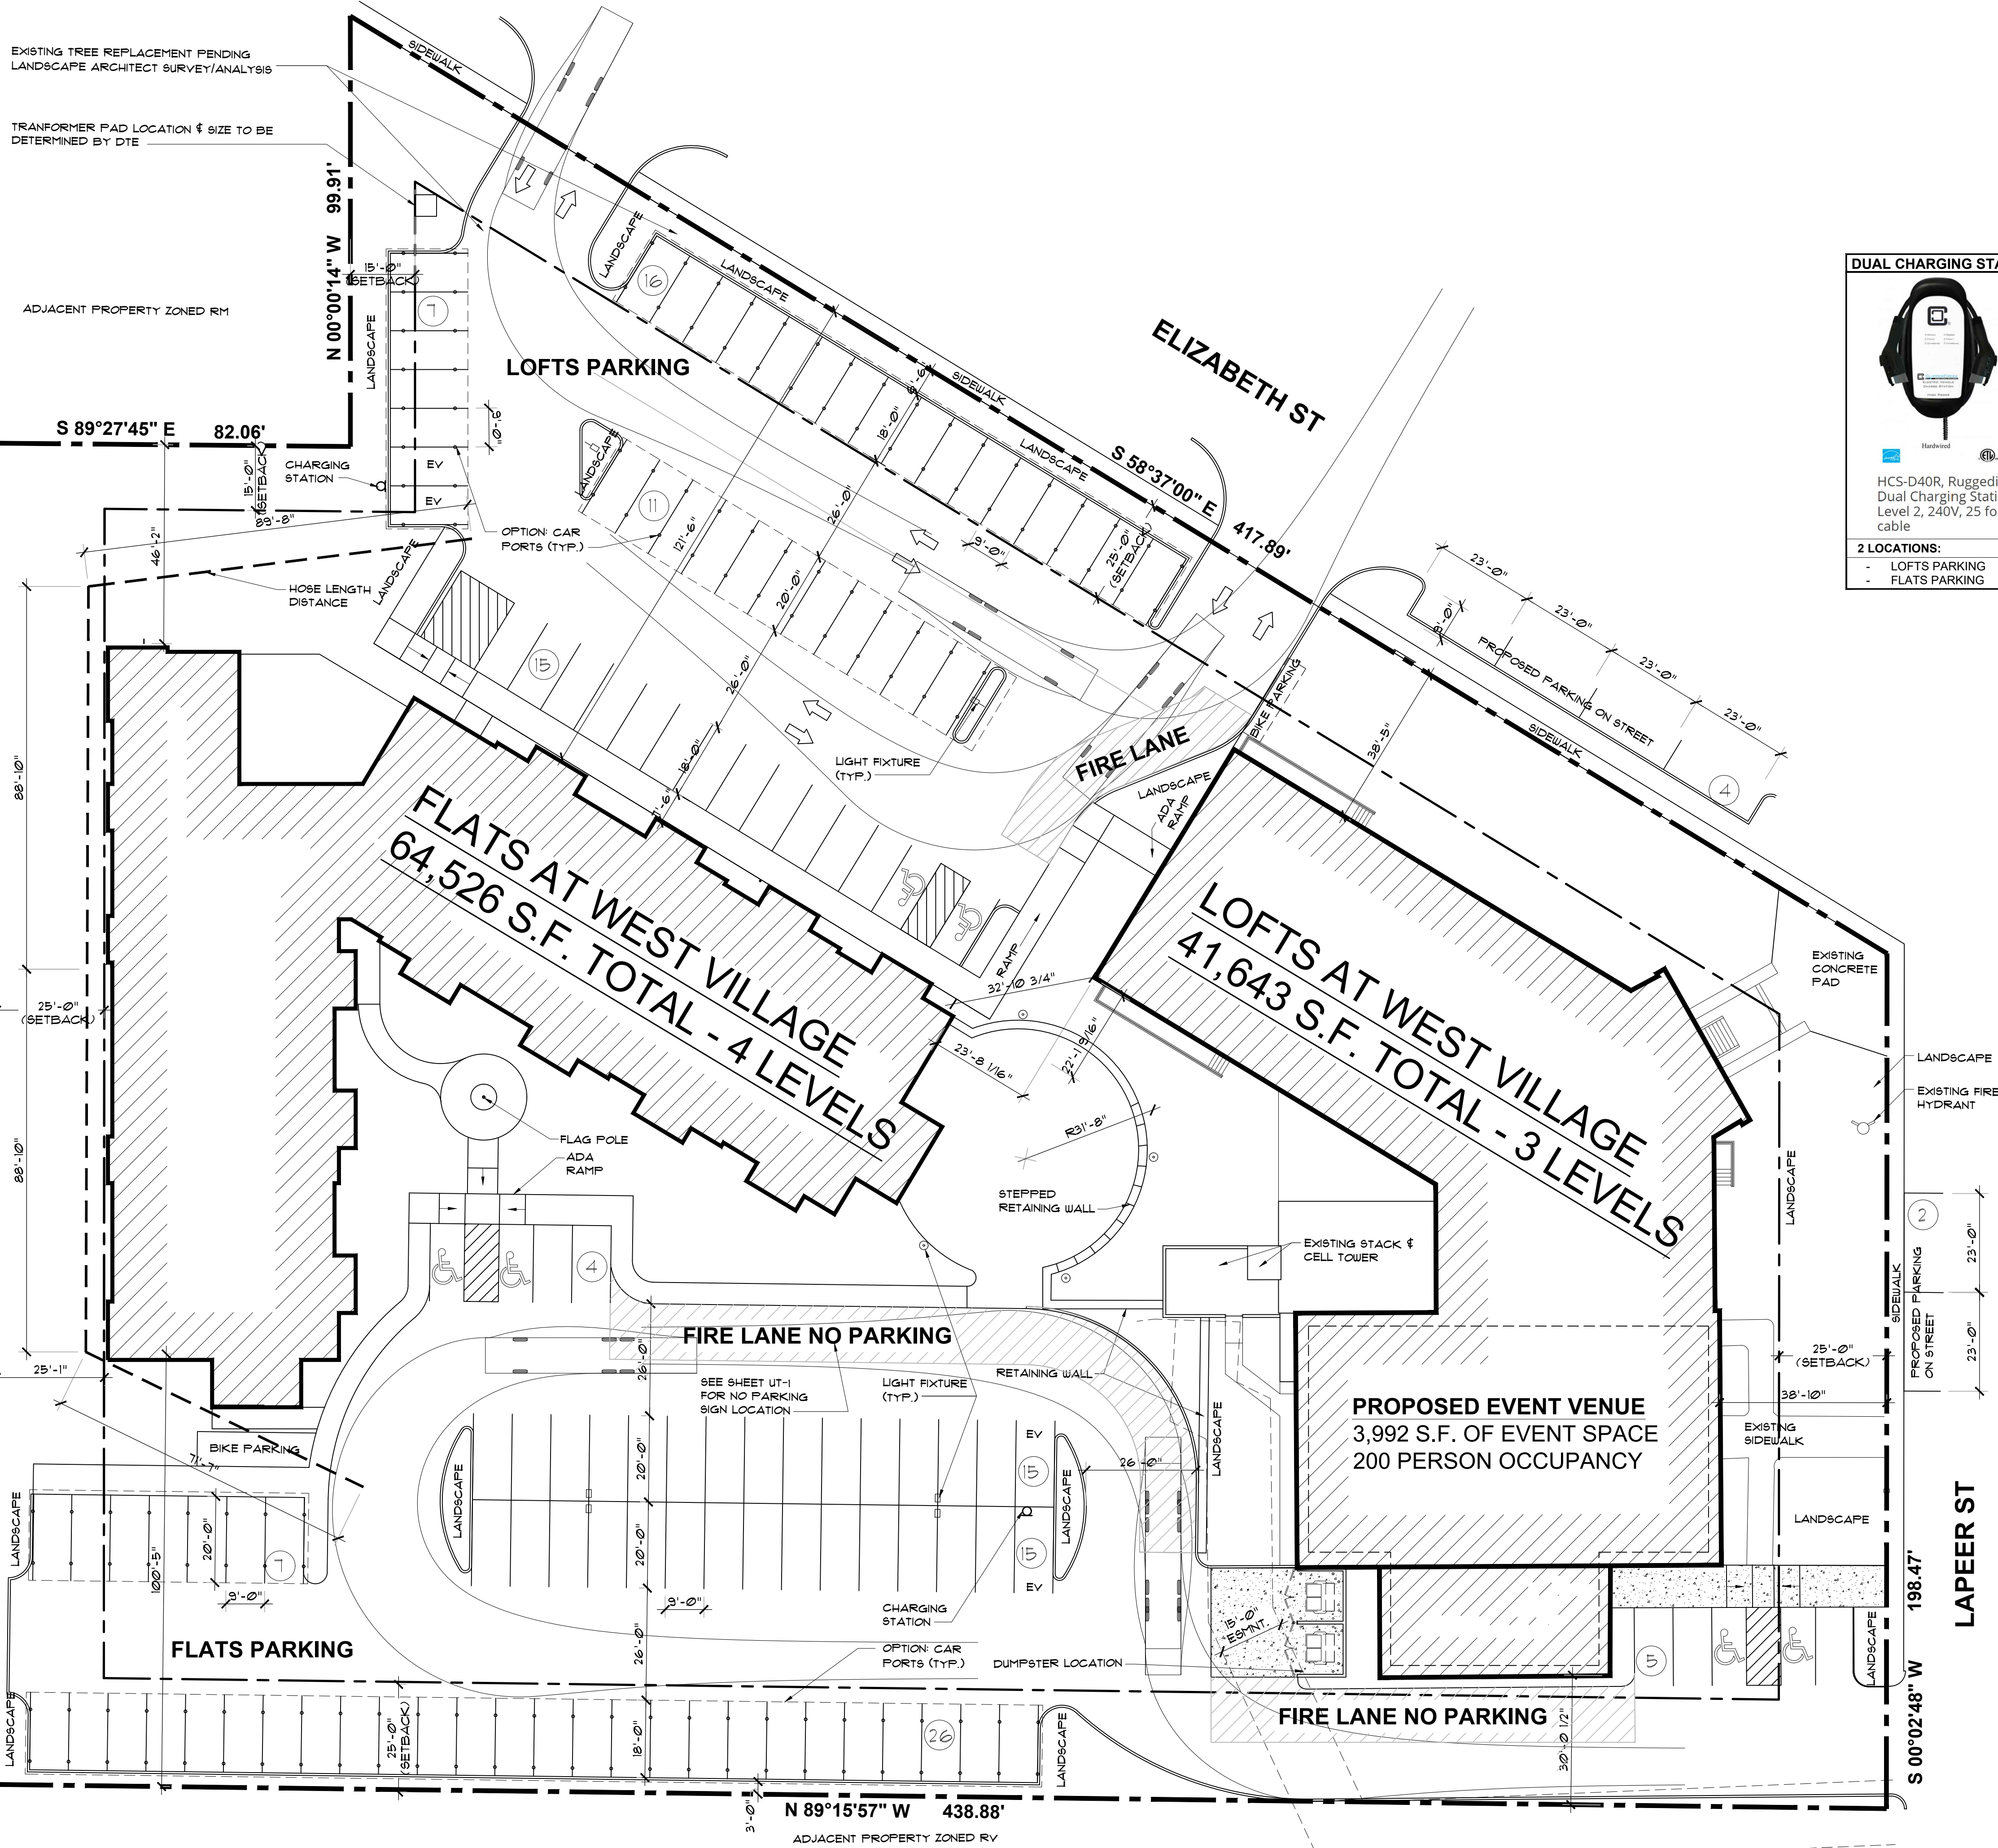 EXISTING TREE REPLACEMENT PENDING
LANDSCAPE ARCHITECT SURVEY/ANALYSIS
TRANFORMER PAD LOCATION & SIZE TO BE
DETERMINED BY DTE
N 00°00'14" W 99.91'
SIDEWALK
ADJACENT PROPERTY ZONED RM
15'-0"
(SETBACK)
7
LANDSCAPE
LANDSCAPE
16
LANDSCAPE
LOFTS PARKING
SIDEWALK
ELIZABETH ST
DUAL CHARGING STA
Hardwired
HCS-D40R, Ruggedi
Dual Charging Stati
Level 2, 240V, 25 fo
cable
2 LOCATIONS:
- LOFTS PARKING
- FLATS PARKING
S 89°27'45" E 82.06'
15'-0"
(SETBACK)
CHARGING
STATION
EV
EV
9'-0"
89'-8"
46'-2"
HOSE LENGTH
DISTANCE
LANDSCAPE
LANDSCAPE
11
OPTION: CAR
PORTS (TYP.)
121'-6"
18'-0"
26'-0"
20'-0"
26'-0"
18'-0"
7'-6"
9'-0"
LANDSCAPE
S 58°37'00" E
417.89'
25'-0"
(SETBACK)
15
LIGHT FIXTURE
(TYP.)
FIRE LANE
BIKE PARKING
LANDSCAPE
ADA
RAMP
23'-0"
23'-0"
23'-0"
23'-0"
PROPOSED PARKING ON STREET
SIDEWALK
38'-5"
4
88'-10"
25'-0"
(SETBACK)
88'-10"
25'-1"
FLATS AT WEST VILLAGE
64,526 S.F. TOTAL - 4 LEVELS
LOFTS AT WEST VILLAGE
41,643 S.F. TOTAL - 3 LEVELS
RAMP
32'-10 3/4"
23'-8 1/16"
22'-1 9/16"
R31'-8"
EXISTING
CONCRETE
PAD
LANDSCAPE
EXISTING FIRE
HYDRANT
FLAG POLE
ADA
RAMP
STEPPED
RETAINING WALL
EXISTING STACK &
CELL TOWER
LANDSCAPE
2
PROPOSED PARKING
ON STREET
23'-0"
23'-0"
SIDEWALK
4
FIRE LANE NO PARKING
26'-0"
SEE SHEET UT-1
FOR NO PARKING
SIGN LOCATION
LIGHT FIXTURE
(TYP.)
RETAINING WALL
LANDSCAPE
25'-0"
(SETBACK)
38'-10"
PROPOSED EVENT VENUE
3,992 S.F. OF EVENT SPACE
200 PERSON OCCUPANCY
EXISTING
SIDEWALK
BIKE PARKING
71'-7"
LANDSCAPE
20'-0"
7
9'-0"
100'-5"
LANDSCAPE
20'-0"
20'-0"
EV
15
15
EV
LANDSCAPE
26'-0"
LANDSCAPE
9'-0"
CHARGING
STATION
LAPEER ST
FLATS PARKING
26'-0"
OPTION: CAR
PORTS (TYP.)
DUMPSTER LOCATION
15'-0"
ESMNT.
5
LANDSCAPE
LANDSCAPE
25'-0"
(SETBACK)
18'-0"
26
LANDSCAPE
FIRE LANE NO PARKING
30'-0 1/2"
S 00°02'48" W 198.47'
3'-0"
N 89°15'57" W 438.88'
ADJACENT PROPERTY ZONED RV